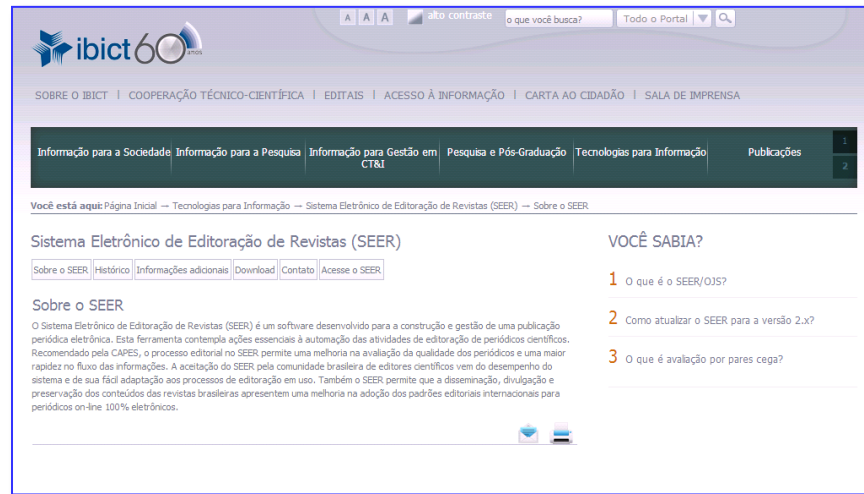 A A A alto contraste o que você busca? Todo o Portal
ibict 60 anos
SOBRE O IBICT | COOPERAÇÃO TÉCNICO-CIENTÍFICA | EDITAIS | ACESSO À INFORMAÇÃO | CARTA AO CIDADÃO | SALA DE IMPRENSA
Informação para a Sociedade Informação para a Pesquisa Informação para Gestão em CT&I Pesquisa e Pós-Graduação Tecnologias para Informação Publicações 1
2
Você está aqui: Página Inicial → Tecnologias para Informação → Sistema Eletrônico de Editoração de Revistas (SEER) → Sobre o SEER
Sistema Eletrônico de Editoração de Revistas (SEER)
Sobre o SEER Histórico Informações adicionais Download Contato Acesse o SEER
Sobre o SEER
O Sistema Eletrônico de Editoração de Revistas (SEER) é um software desenvolvido para a construção e gestão de uma publicação
periódica eletrônica. Esta ferramenta contempla ações essenciais à automação das atividades de editoração de periódicos científicos.
Recomendado pela CAPES, o processo editorial no SEER permite uma melhoria na avaliação da qualidade dos periódicos e uma maior
rapidez no fluxo das informações. A aceitação do SEER pela comunidade brasileira de editores científicos vem do desempenho do
sistema e de sua fácil adaptação aos processos de editoração em uso. Também o SEER permite que a disseminação, divulgação e
preservação dos conteúdos das revistas brasileiras apresentem uma melhoria na adoção dos padrões editoriais internacionais para
periódicos on-line 100% eletrônicos.
VOCÊ SABIA?
1 O que é o SEER/OJS?
2 Como atualizar o SEER para a versão 2.x?
3 O que é avaliação por pares cega?